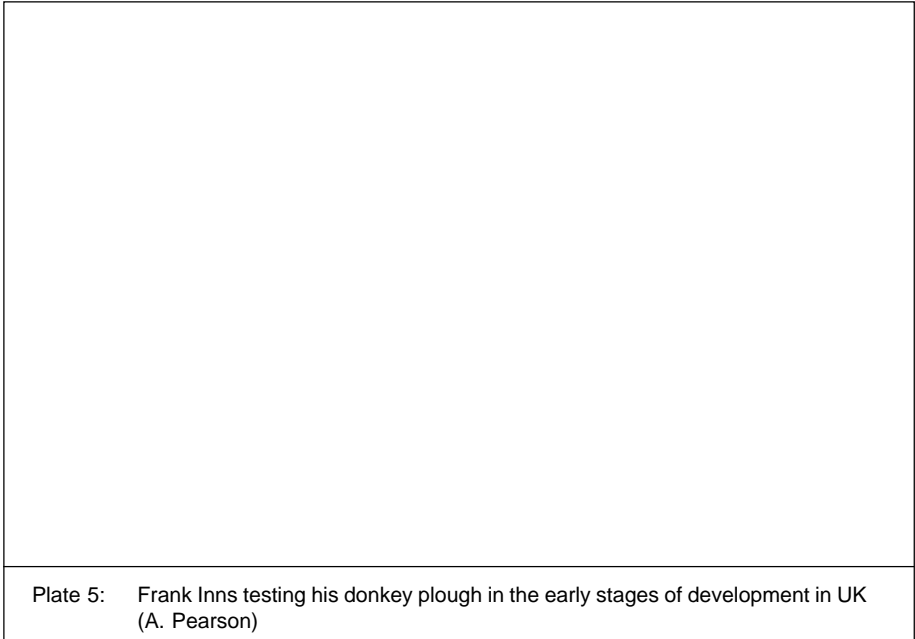 Plate 5: Frank Inns testing his donkey plough in the early stages of development in UK
(A. Pearson)